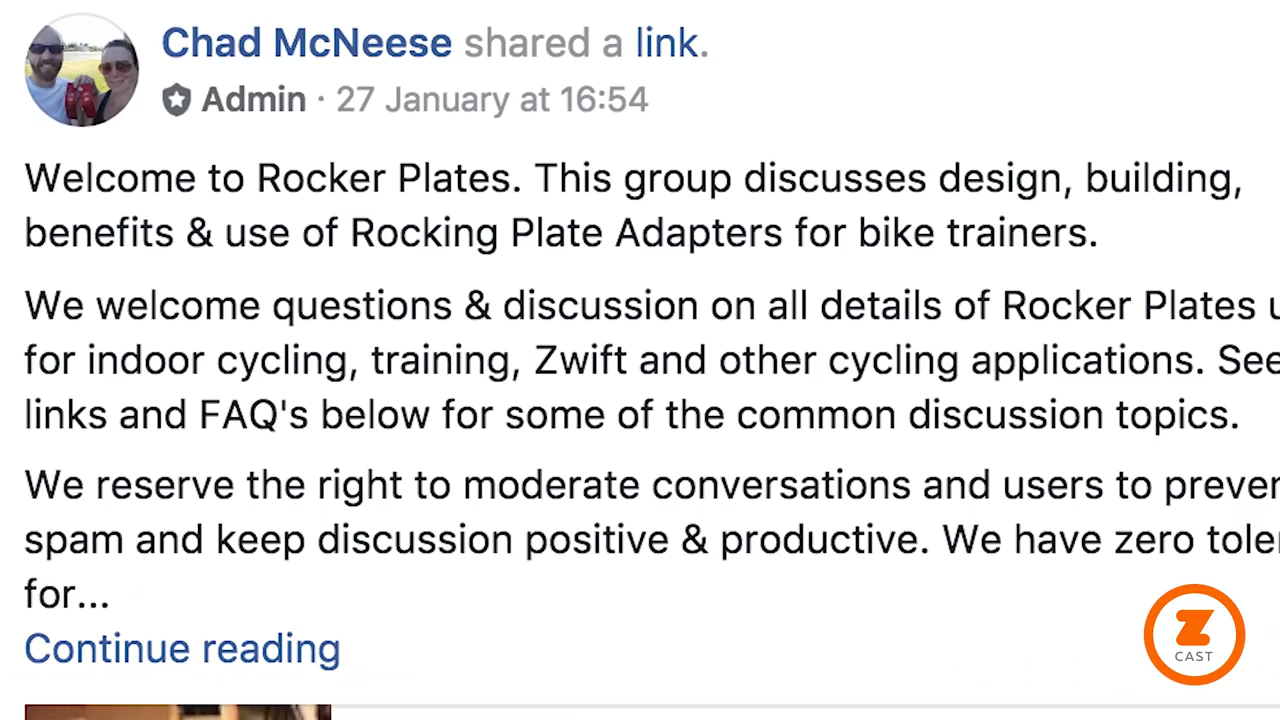 Chad McNeese shared a link.
Admin · 27 January at 16:54
Welcome to Rocker Plates. This group discusses design, building,
benefits & use of Rocking Plate Adapters for bike trainers.
We welcome questions & discussion on all details of Rocker Plates
for indoor cycling, training, Zwift and other cycling applications. See
links and FAQ's below for some of the common discussion topics.
We reserve the right to moderate conversations and users to
spam and keep discussion positive & productive. We have zero
for...
Continue reading
Z
CAST